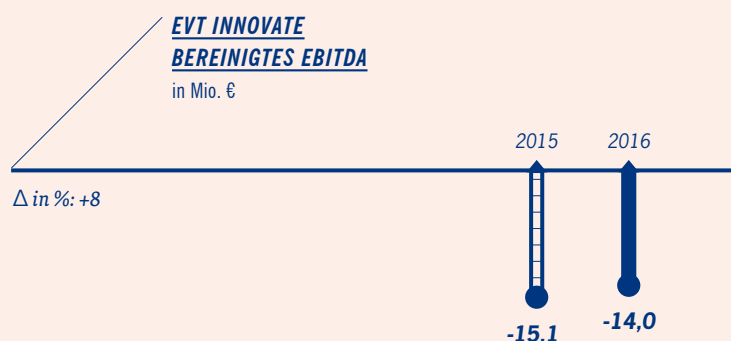 EVT INNOVATE
BEREINIGTES EBITDA
in Mio. €
2015 2016
Δ in %: +8
-15,1 -14,0